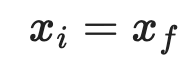 x_i = x_f